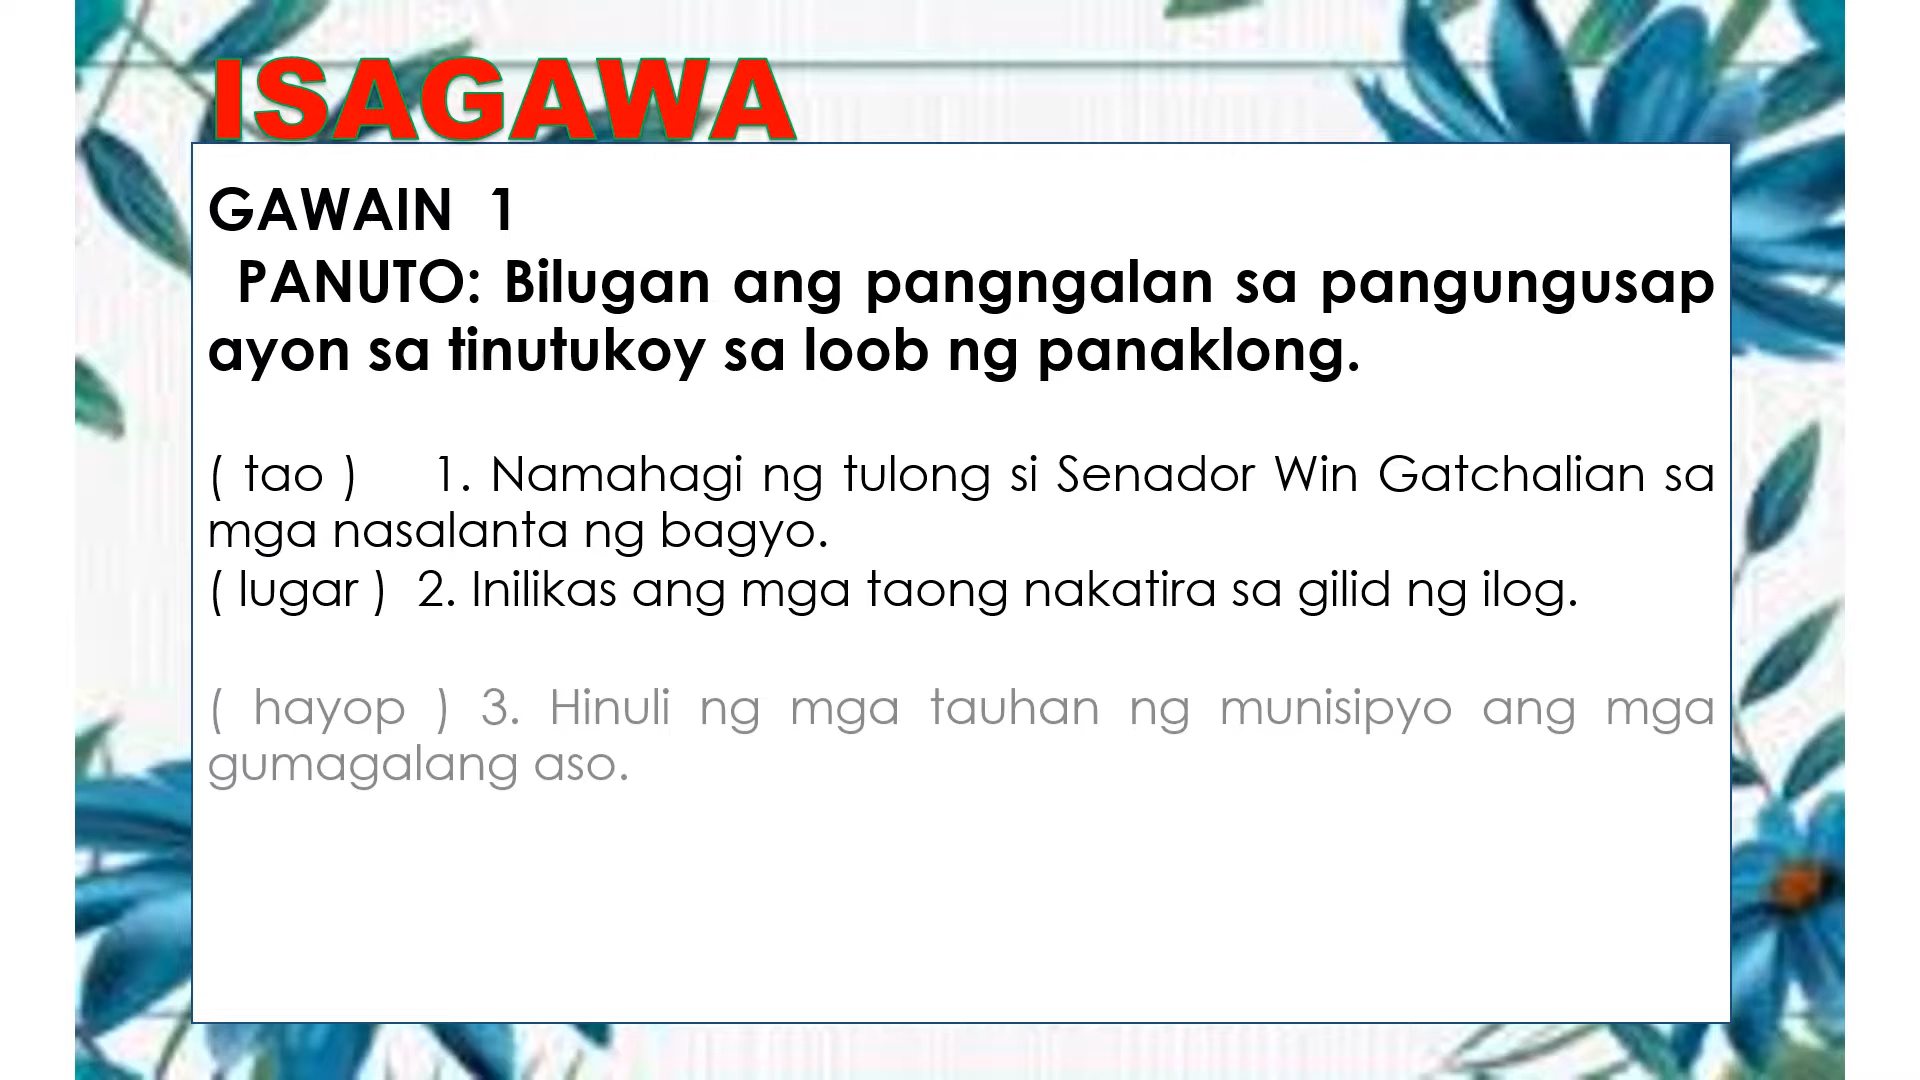 ISAGAWA
GAWAIN 1
PANUTO: Bilugan ang pangngalan sa pangungusap
ayon sa tinutukoy sa loob ng panaklong.
( tao ) 1. Namahagi ng tulong si Senador Win Gatchalian sa
mga nasalanta ng bagyo.
( lugar ) 2. Inilikas ang mga taong nakatira sa gilid ng ilog.
( hayop ) 3. Hinuli ng mga tauhan ng munisipyo ang mga
gumagalang aso.